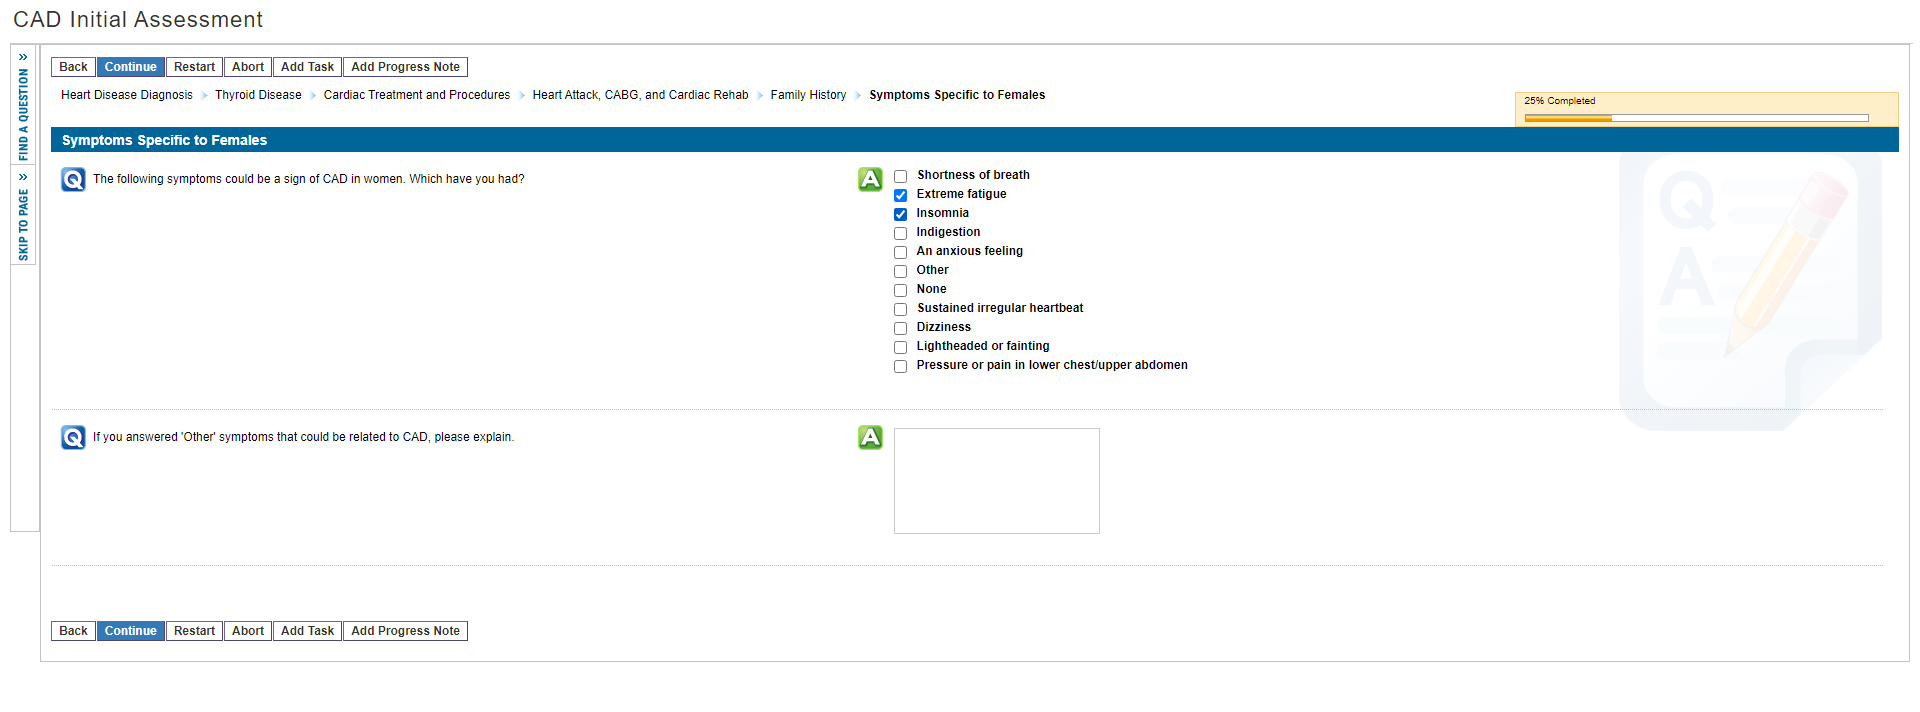 CAD Initial Assessment
» FIND A QUESTION
» SKIP TO PAGE
Back Continue Restart Abort Add Task Add Progress Note
Heart Disease Diagnosis Thyroid Disease Cardiac Treatment and Procedures Heart Attack, CABG, and Cardiac Rehab Family History Symptoms Specific to Females
25% Completed
Symptoms Specific to Females
Q The following symptoms could be a sign of CAD in women. Which have you had?
A Shortness of breath
Extreme fatigue
Insomnia
Indigestion
An anxious feeling
Other
None
Sustained irregular heartbeat
Dizziness
Lightheaded or fainting
Pressure or pain in lower chest/upper abdomen
Q
A
Q If you answered 'Other' symptoms that could be related to CAD, please explain.
A
Back Continue Restart Abort Add Task Add Progress Note